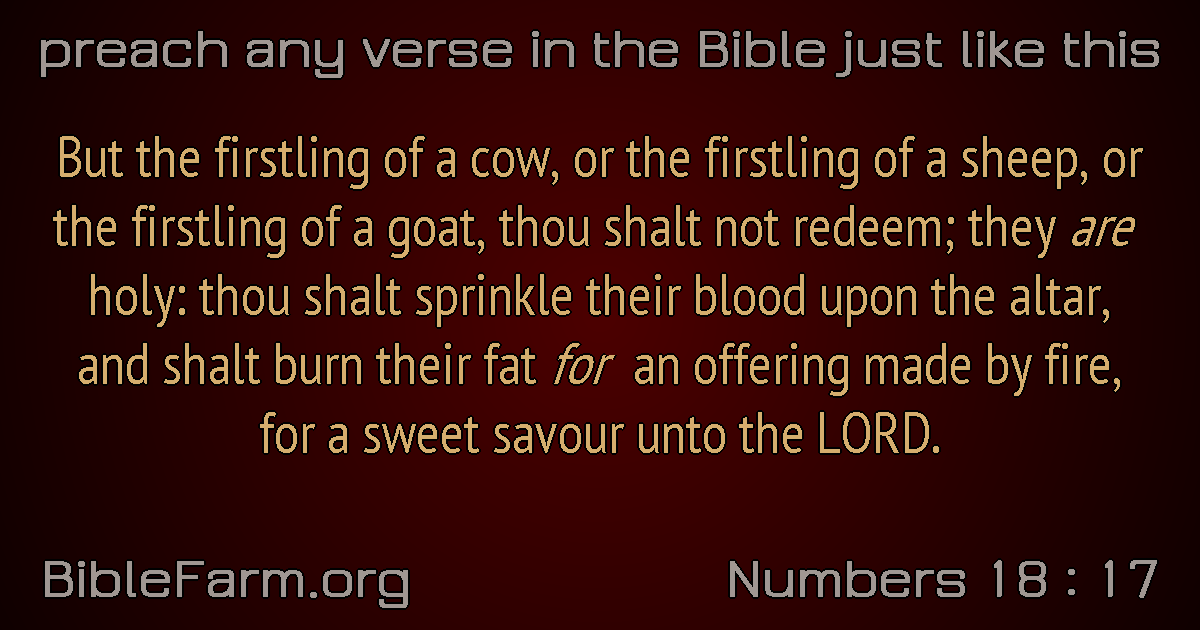 preach any verse in the Bible just like this
But the firstling of a cow, or the firstling of a sheep, or
the firstling of a goat, thou shalt not redeem; they are
holy: thou shalt sprinkle their blood upon the altar,
and shalt burn their fat for an offering made by fire,
for a sweet savour unto the LORD.
BibleFarm.org
Numbers 18 : 17